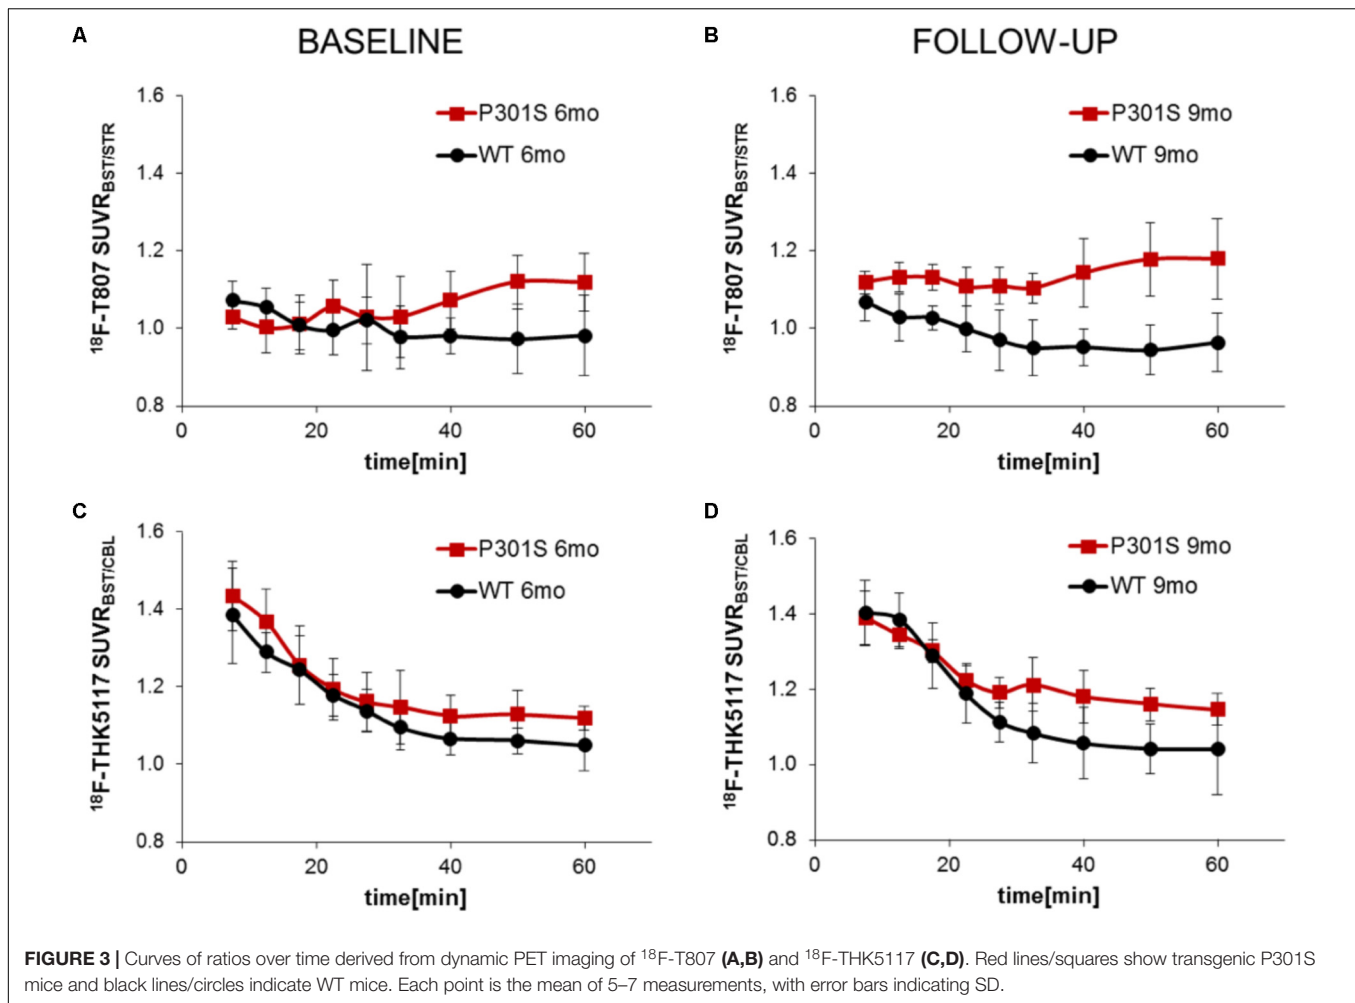 A
BASELINE
B
FOLLOW-UP
1.6
1.4
1.2
1.0
0.8
¹⁸F-T807 SUVR_BST/STR
P301S 6mo
WT 6mo
0 20 40 60
time[min]
1.6
1.4
1.2
1.0
0.8
¹⁸F-T807 SUVR_BST/STR
P301S 9mo
WT 9mo
0 20 40 60
time[min]
C
1.6
1.4
1.2
1.0
0.8
¹⁸F-THK5117 SUVR_BST/CBL
P301S 6mo
WT 6mo
0 20 40 60
time[min]
D
1.6
1.4
1.2
1.0
0.8
¹⁸F-THK5117 SUVR_BST/CBL
P301S 9mo
WT 9mo
0 20 40 60
time[min]
FIGURE 3 | Curves of ratios over time derived from dynamic PET imaging of ¹⁸F-T807 (A,B) and ¹⁸F-THK5117 (C,D). Red lines/squares show transgenic P301S
mice and black lines/circles indicate WT mice. Each point is the mean of 5–7 measurements, with error bars indicating SD.